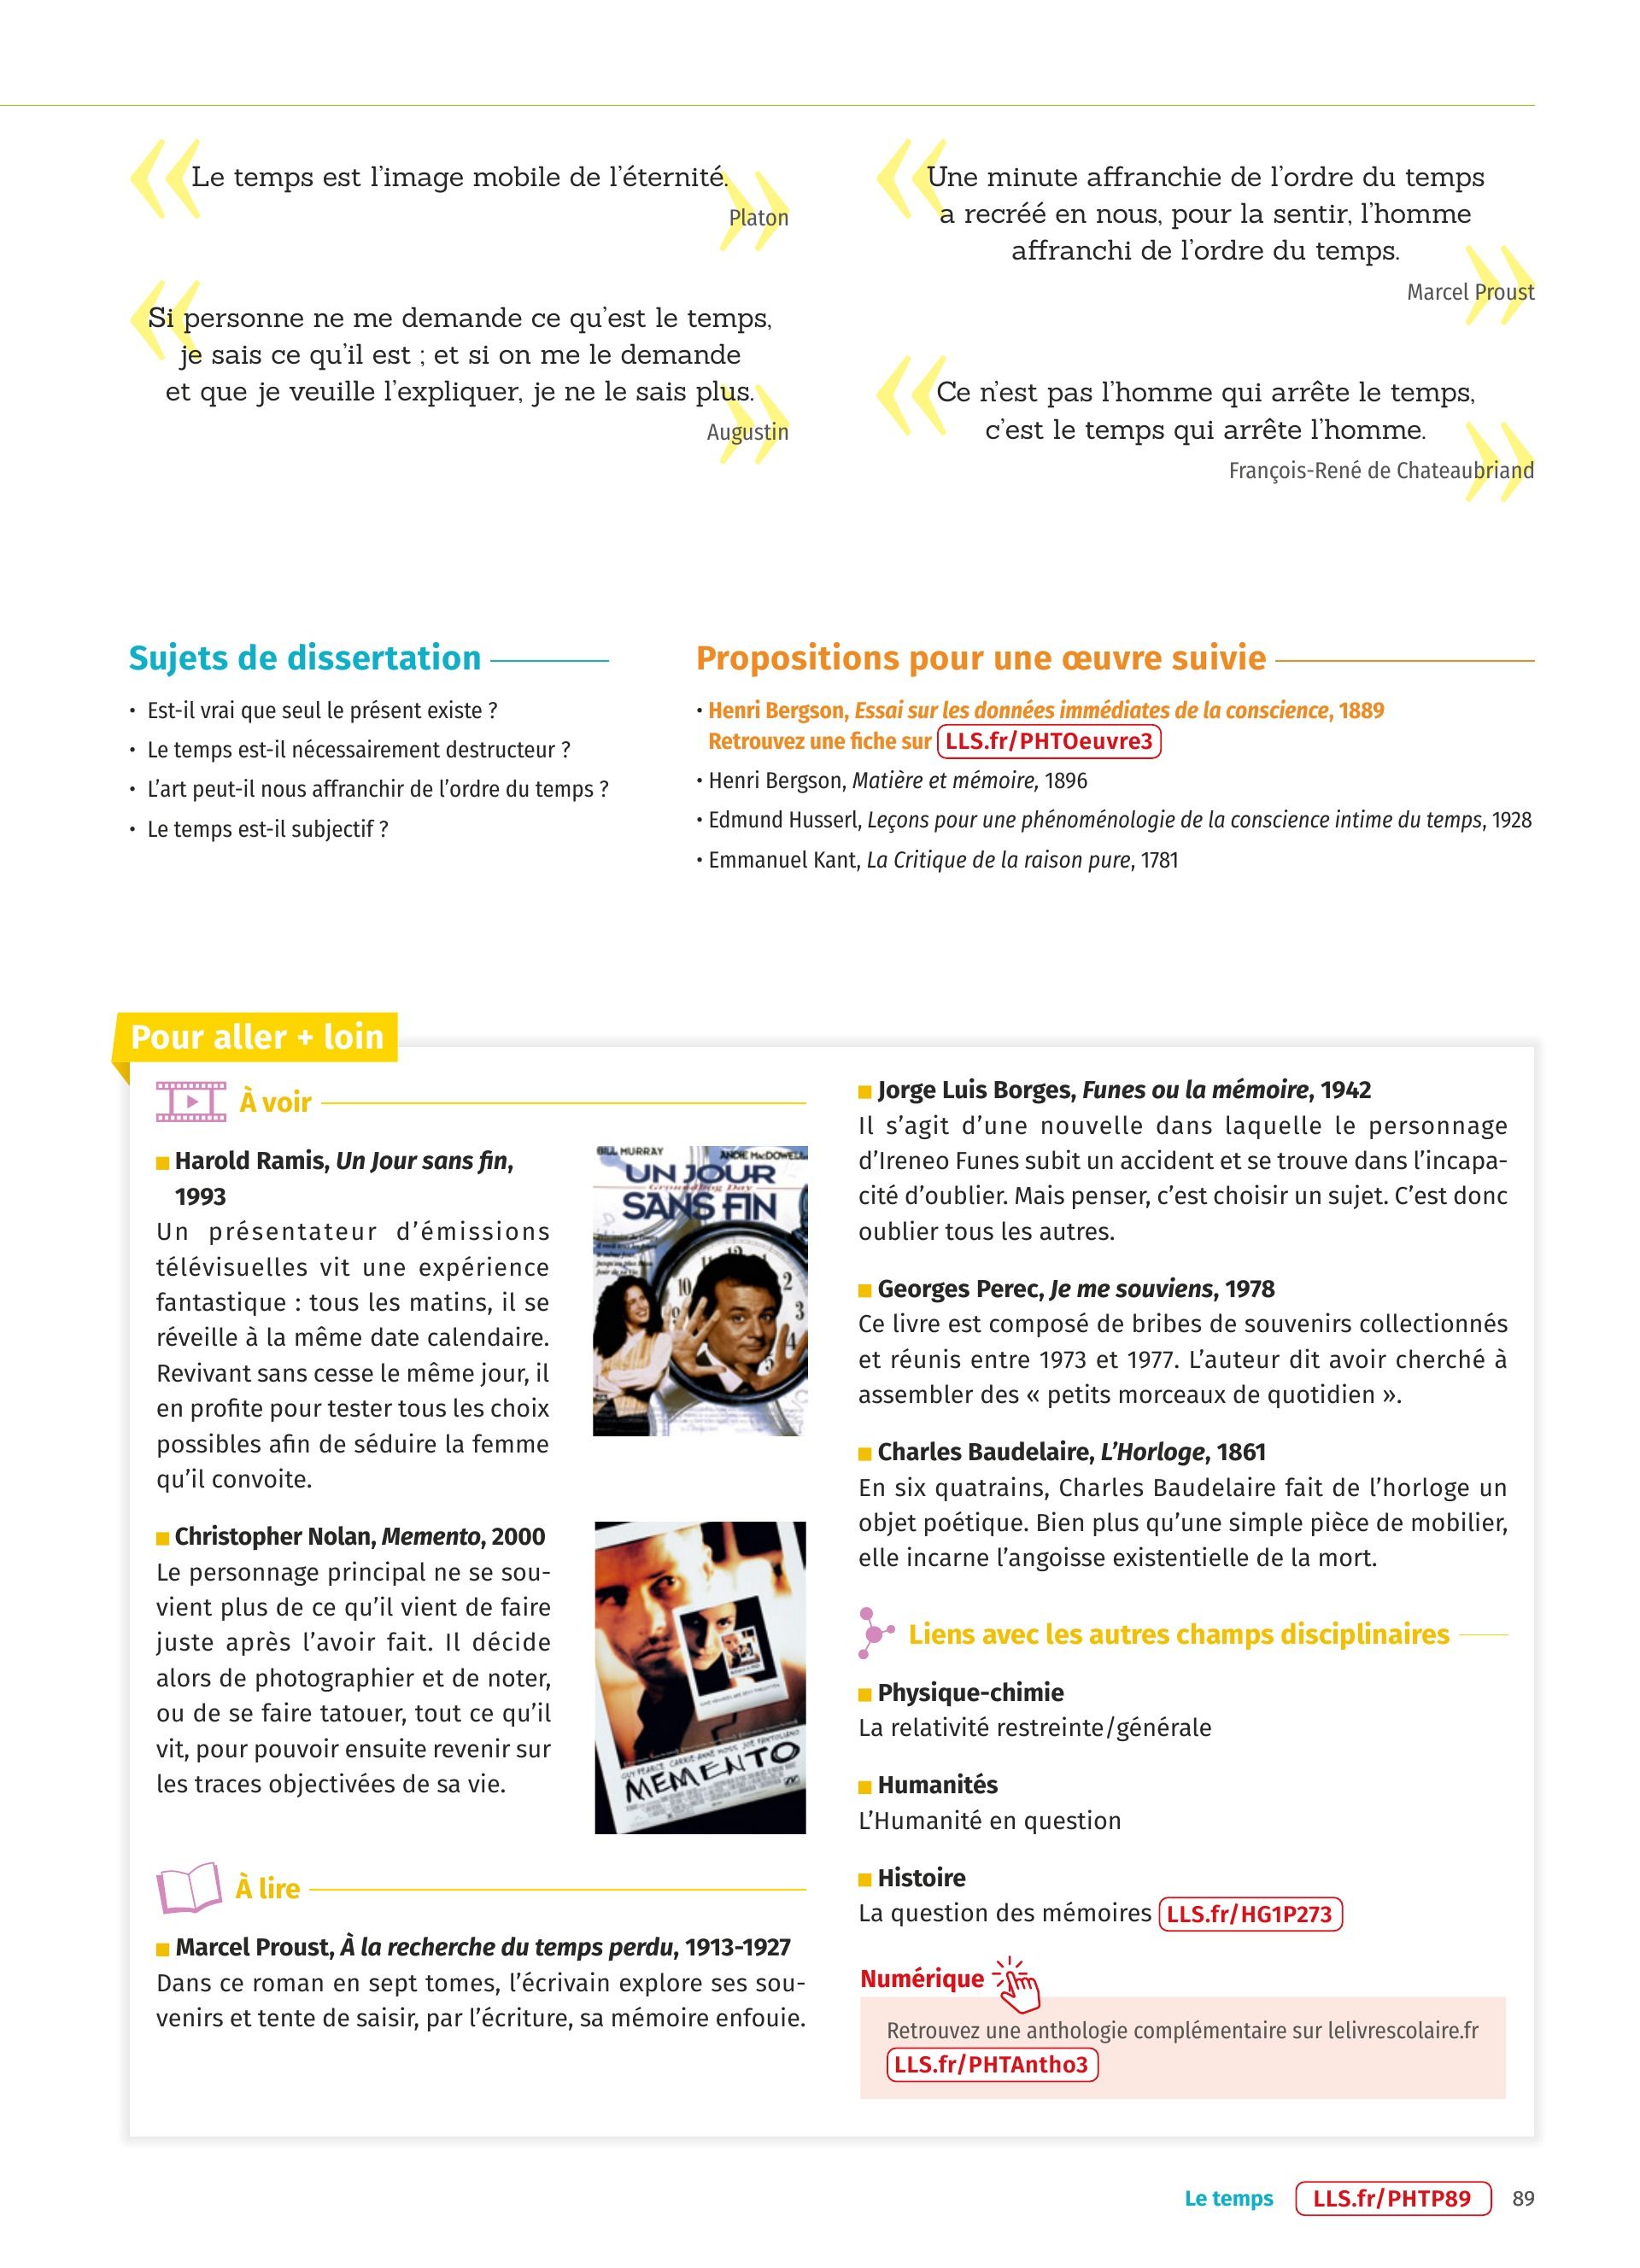 Le temps est l’image mobile de l’éternité.
Platon
Si personne ne me demande ce qu’est le temps,
je sais ce qu’il est ; et si on me le demande
et que je veuille l’expliquer, je ne le sais plus.
Augustin
Une minute affranchie de l’ordre du temps
a recréé en nous, pour la sentir, l’homme
affranchi de l’ordre du temps.
Marcel Proust
Ce n’est pas l’homme qui arrête le temps,
c’est le temps qui arrête l’homme.
François-René de Chateaubriand
Sujets de dissertation
• Est-il vrai que seul le présent existe ?
• Le temps est-il nécessairement destructeur ?
• L’art peut-il nous affranchir de l’ordre du temps ?
• Le temps est-il subjectif ?
Propositions pour une œuvre suivie
• Henri Bergson, Essai sur les données immédiates de la conscience, 1889
Retrouvez une fiche sur LLS.fr/PHTOeuvre3
• Henri Bergson, Matière et mémoire, 1896
• Edmund Husserl, Leçons pour une phénoménologie de la conscience intime du temps, 1928
• Emmanuel Kant, La Critique de la raison pure, 1781
Pour aller + loin
À voir
Harold Ramis, Un Jour sans fin,
1993
Un présentateur d’émissions
télévisuelles vit une expérience
fantastique : tous les matins, il se
réveille à la même date calendaire.
Revivant sans cesse le même jour, il
en profite pour tester tous les choix
possibles afin de séduire la femme
qu’il convoite.
BILL MURRAY ANDIE MacDOWELL
UN JOUR
Groundhog Day
SANS FIN
12
10
2
3
4
5
Christopher Nolan, Memento, 2000
Le personnage principal ne se sou-
vient plus de ce qu’il vient de faire
juste après l’avoir fait. Il décide
alors de photographier et de noter,
ou de se faire tatouer, tout ce qu’il
vit, pour pouvoir ensuite revenir sur
les traces objectivées de sa vie.
GUY PEARCE CARRIE-ANNE MOSS JOE PANTOLIANO
MEMENTO
À lire
Marcel Proust, À la recherche du temps perdu, 1913-1927
Dans ce roman en sept tomes, l’écrivain explore ses sou-
venirs et tente de saisir, par l’écriture, sa mémoire enfouie.
Jorge Luis Borges, Funes ou la mémoire, 1942
Il s’agit d’une nouvelle dans laquelle le personnage
d’Ireneo Funes subit un accident et se trouve dans l’incapa-
cité d’oublier. Mais penser, c’est choisir un sujet. C’est donc
oublier tous les autres.
Georges Perec, Je me souviens, 1978
Ce livre est composé de bribes de souvenirs collectionnés
et réunis entre 1973 et 1977. L’auteur dit avoir cherché à
assembler des « petits morceaux de quotidien ».
Charles Baudelaire, L’Horloge, 1861
En six quatrains, Charles Baudelaire fait de l’horloge un
objet poétique. Bien plus qu’une simple pièce de mobilier,
elle incarne l’angoisse existentielle de la mort.
Liens avec les autres champs disciplinaires
Physique-chimie
La relativité restreinte/générale
Humanités
L’Humanité en question
Histoire
La question des mémoires LLS.fr/HG1P273
Numérique
Retrouvez une anthologie complémentaire sur lelivrescolaire.fr
LLS.fr/PHTAntho3
Le temps LLS.fr/PHTP89 89